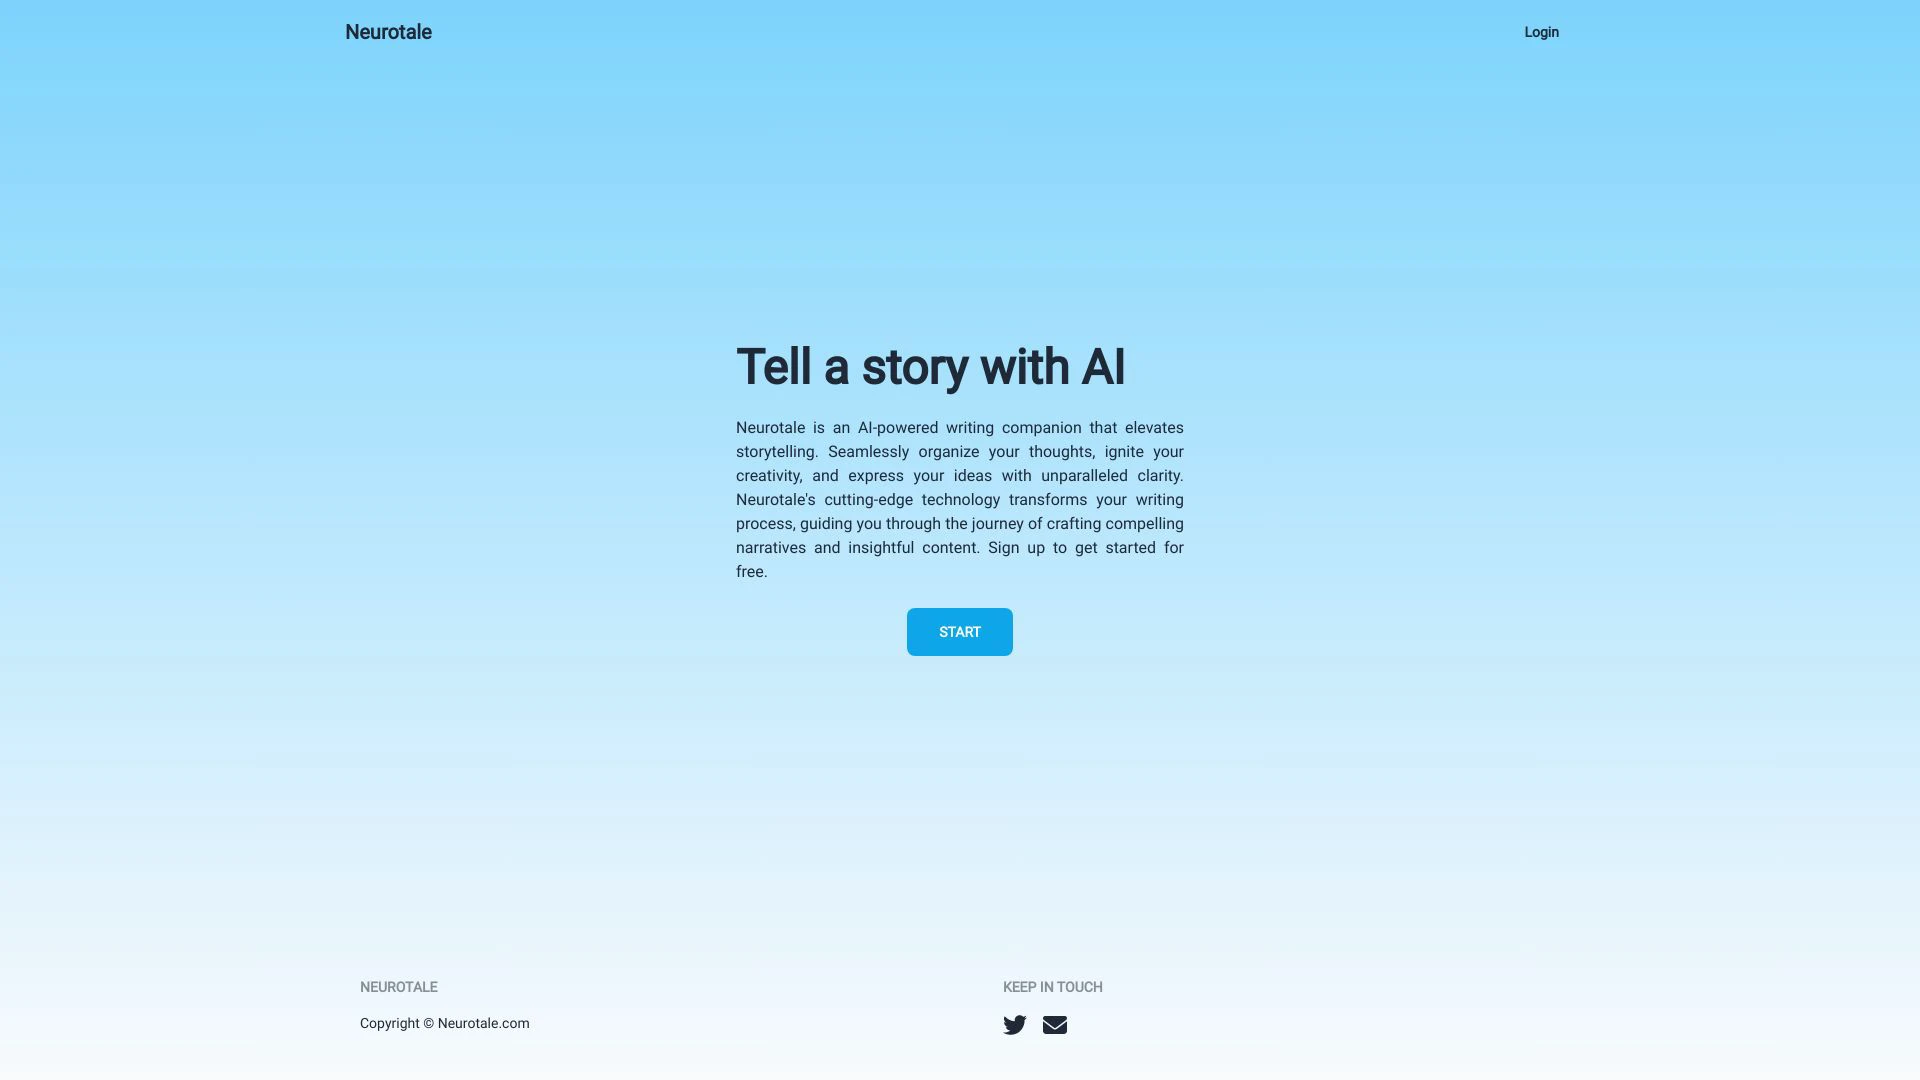 Neurotale
Login
Tell a story with AI
Neurotale is an AI-powered writing companion that elevates
storytelling. Seamlessly organize your thoughts, ignite your
creativity, and express your ideas with unparalleled clarity.
Neurotale's cutting-edge technology transforms your writing
process, guiding you through the journey of crafting compelling
narratives and insightful content. Sign up to get started for
free.
START
NEUROTALE
Copyright © Neurotale.com
KEEP IN TOUCH